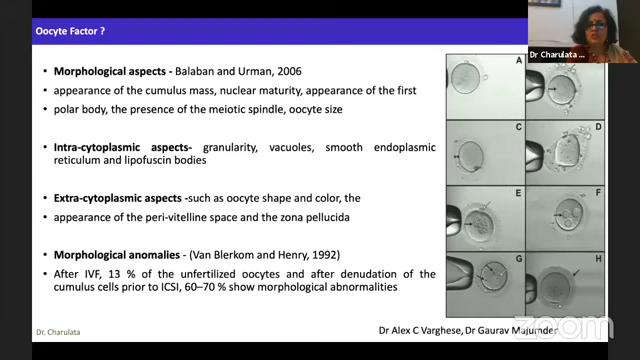 Oocyte Factor ?
Dr Charulata ...
• Morphological aspects - Balaban and Urman, 2006
• appearance of the cumulus mass, nuclear maturity, appearance of the first
• polar body, the presence of the meiotic spindle, oocyte size
• Intra-cytoplasmic aspects- granularity, vacuoles, smooth endoplasmic
reticulum and lipofuscin bodies
• Extra-cytoplasmic aspects -such as oocyte shape and color, the
• appearance of the peri-vitelline space and the zona pellucida
• Morphological anomalies - (Van Blerkom and Henry, 1992)
• After IVF, 13 % of the unfertilized oocytes and after denudation of the
cumulus cells prior to ICSI, 60–70 % show morphological abnormalities
A
C
D
E
F
G
H
Dr. Charulata
Dr Alex C Varghese, Dr Gaurav Majumder
zoom